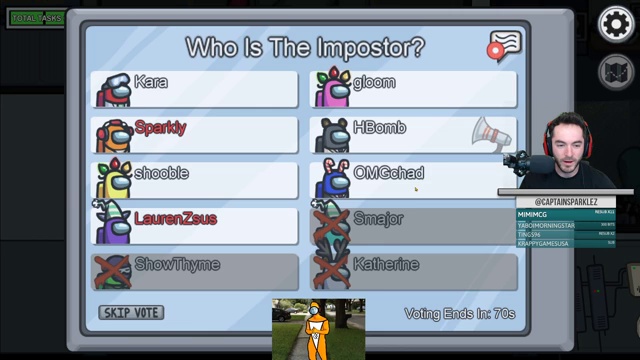 TOTAL TASKS
Who Is The Impostor?
Kara
gloom
Sparkly
HBomb
shooble
OMGchad
LaurenZsus
Smajor
ShowThyme
Katherine
SKIP VOTE
Voting Ends In: 70s
@CAPTAINSPARKLEZ
MIMIMCG
YABOIMORNINGSTAR
TINGS96
KRAPPYGAMESUSA